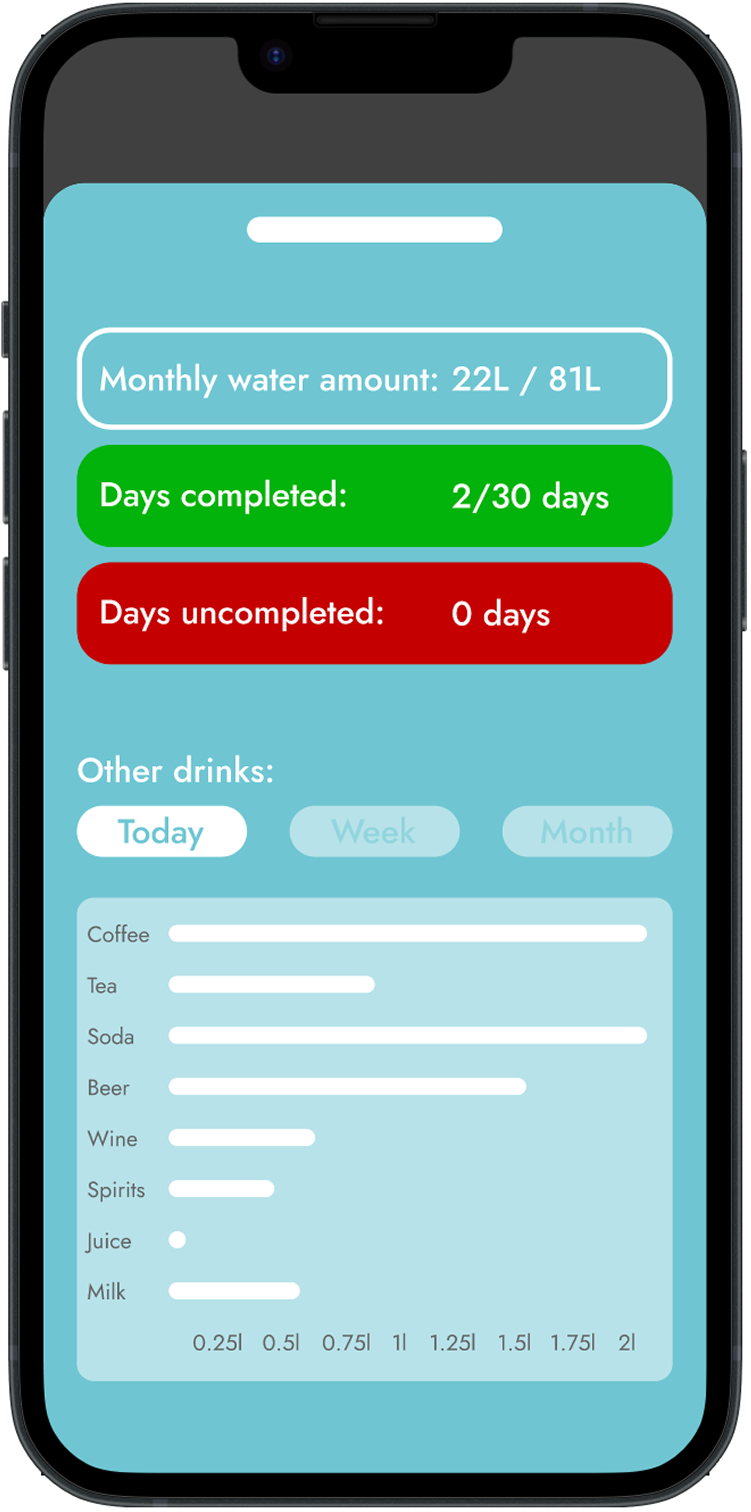 Monthly water amount: 22L / 81L
Days completed: 2/30 days
Days uncompleted: 0 days
Other drinks:
Today Week Month
Coffee
Tea
Soda
Beer
Wine
Spirits
Juice
Milk
0.25l 0.5l 0.75l 1l 1.25l 1.5l 1.75l 2l